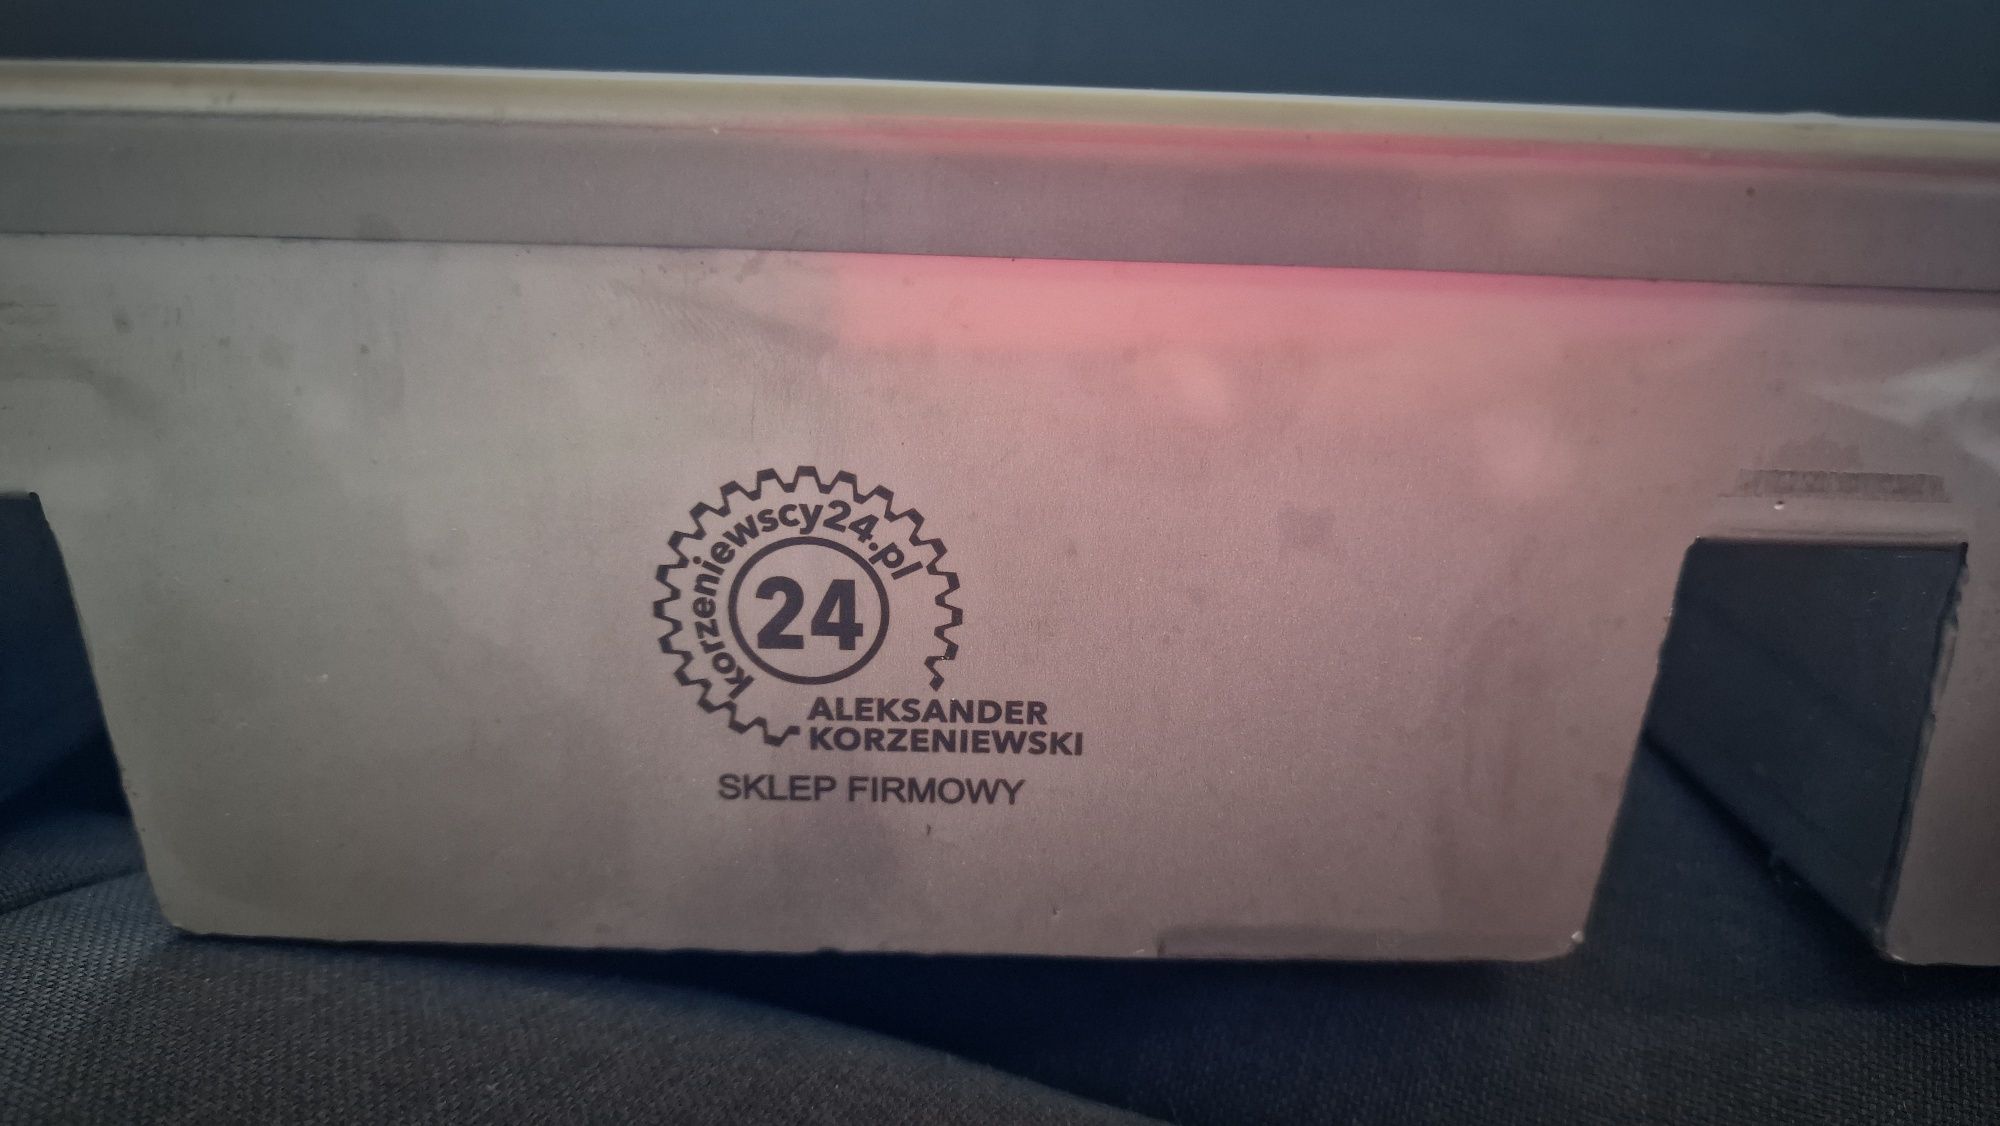 korzeniewscy24.pl
24
ALEKSANDER
KORZENIEWSKI
SKLEP FIRMOWY